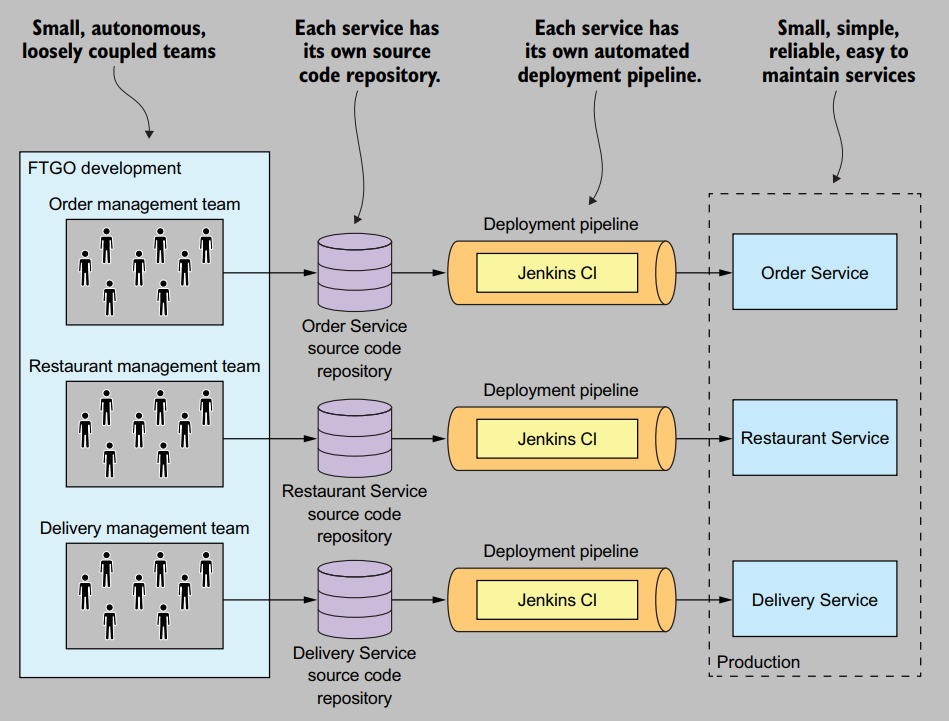 Small, autonomous,
loosely coupled teams
Each service has
its own source
code repository.
Each service has
its own automated
deployment pipeline.
Small, simple,
reliable, easy to
maintain services
FTGO development
Order management team
Deployment pipeline
Jenkins CI
Order Service
Order Service
source code
repository
Restaurant management team
Deployment pipeline
Jenkins CI
Restaurant Service
Restaurant Service
source code
repository
Delivery management team
Deployment pipeline
Jenkins CI
Delivery Service
Delivery Service
source code
repository
Production